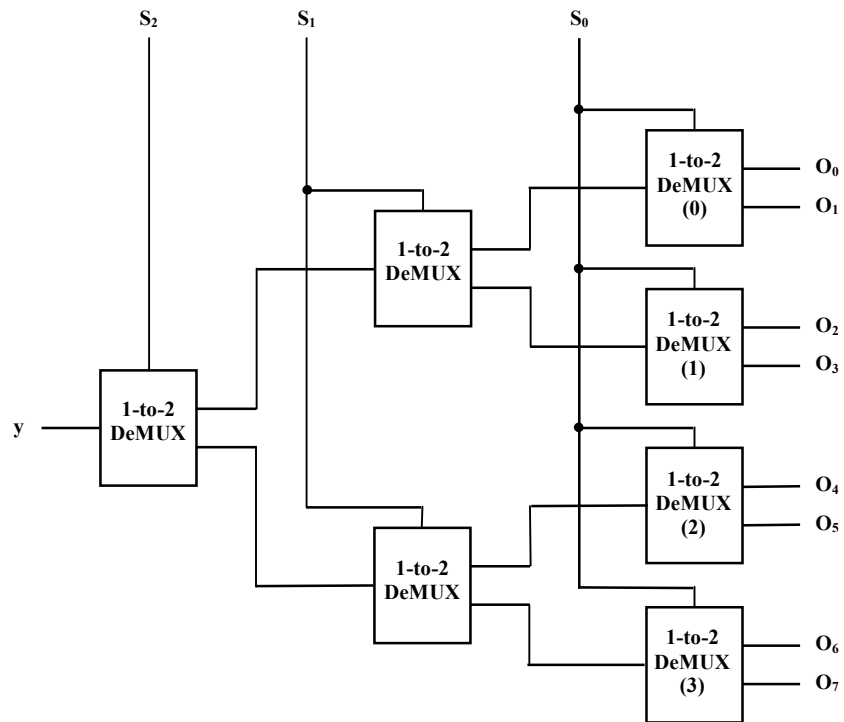 S₂ S₁ S₀
1-to-2
DeMUX
(0)
O₀
O₁
1-to-2
DeMUX
1-to-2
DeMUX
(1)
O₂
O₃
y
1-to-2
DeMUX
1-to-2
DeMUX
(2)
O₄
O₅
1-to-2
DeMUX
1-to-2
DeMUX
(3)
O₆
O₇